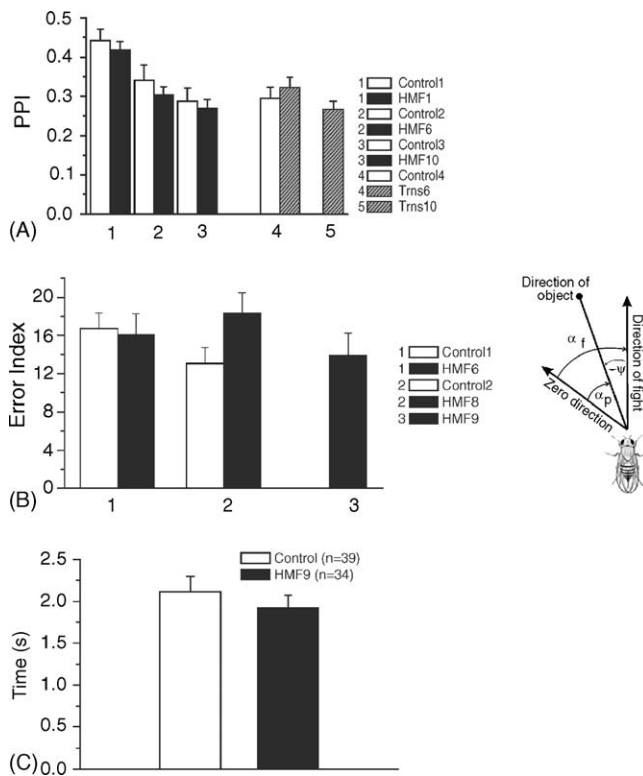 0.5
0.4
0.3
0.2
0.1
0.0
PPI
1 2 3 4 5
(A)
1 Control1
1 HMF1
2 Control2
2 HMF6
3 Control3
3 HMF10
4 Control4
4 Trns6
5 Trns10
20
16
12
8
4
0
Error Index
1 2 3
(B)
1 Control1
1 HMF6
2 Control2
2 HMF8
3 HMF9
Direction of
object
Direction of fight
α f
-ψ
α p
Zero direction
2.5
2.0
1.5
1.0
0.5
0.0
Time (s)
(C)
Control (n=39)
HMF9 (n=34)